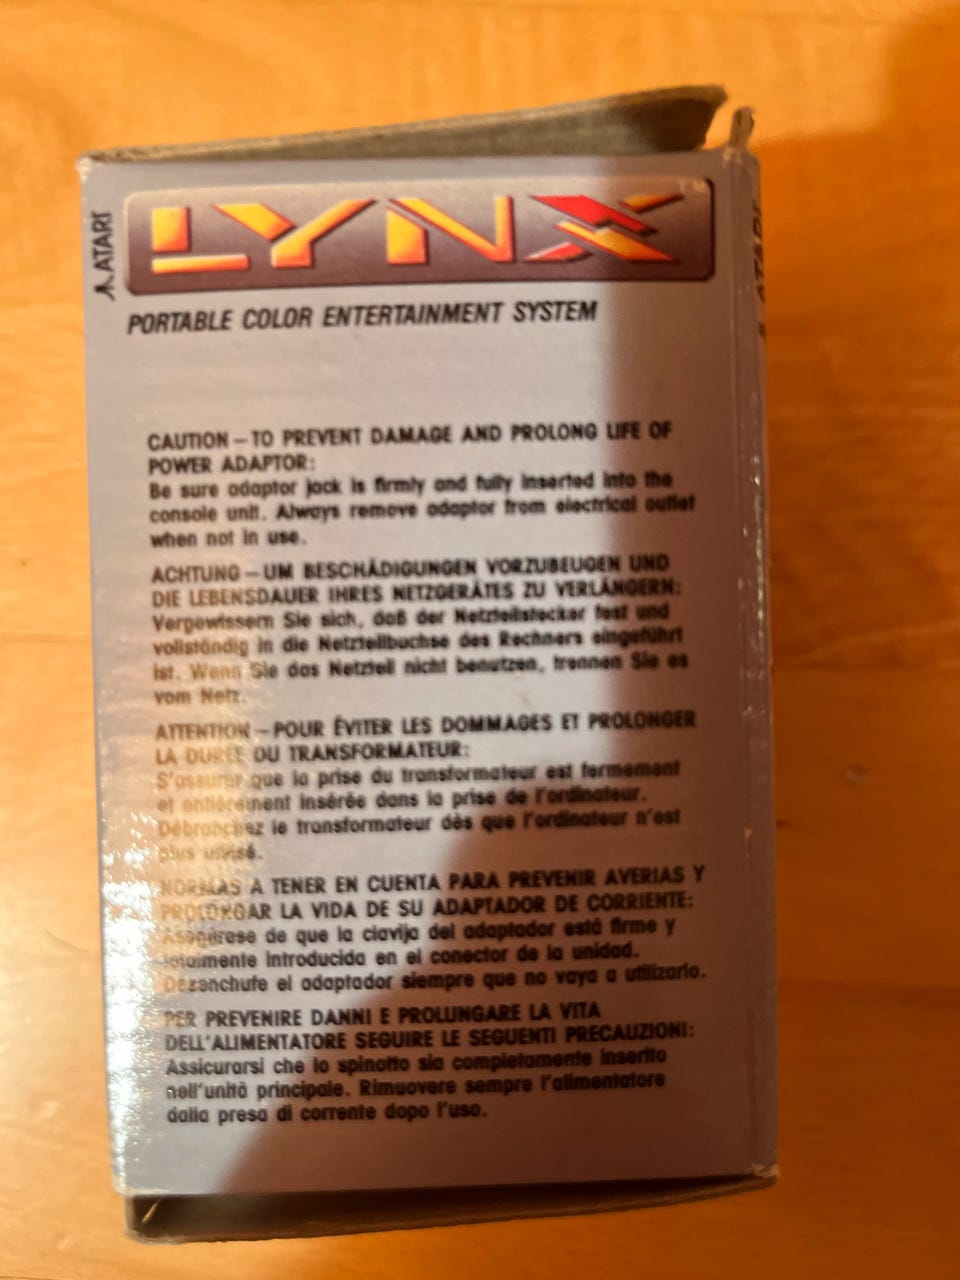 LYNX
TM
ATARI
PORTABLE COLOR ENTERTAINMENT SYSTEM
CAUTION – TO PREVENT DAMAGE AND PROLONG LIFE OF
POWER ADAPTOR:
Be sure adaptor jack is firmly and fully inserted into the
console unit. Always remove adaptor from electrical outlet
when not in use.
ACHTUNG – UM BESCHÄDIGUNGEN VORZUBEUGEN UND
DIE LEBENSDAUER IHRES NETZGERÄTES ZU VERLÄNGERN:
Vergewissern Sie sich, daß der Netzteilstecker fest und
vollständig in die Netzteilbuchse des Rechners eingeführt
ist. Wenn Sie das Netzteil nicht benutzen, trennen Sie es
vom Netz.
ATTENTION – POUR ÉVITER LES DOMMAGES ET PROLONGER
LA DURÉE DU TRANSFORMATEUR:
S'assurer que la prise du transformateur est fermement
et entièrement insérée dans la prise de l'ordinateur.
Débranchez le transformateur dès que l'ordinateur n'est
plus utilisé.
NORMAS A TENER EN CUENTA PARA PREVENIR AVERIAS Y
PROLONGAR LA VIDA DE SU ADAPTADOR DE CORRIENTE:
Asegúrese de que la clavija del adaptador está firme y
totalmente introducida en el conector de la unidad.
Desenchufe el adaptador siempre que no vaya a utilizarlo.
PER PREVENIRE DANNI E PROLUNGARE LA VITA
DELL'ALIMENTATORE SEGUIRE LE SEGUENTI PRECAUZIONI:
Assicurarsi che lo spinotto sia completamente inserito
nell'unità principale. Rimuovere sempre l'alimentatore
dalla presa di corrente dopo l'uso.
ATARI